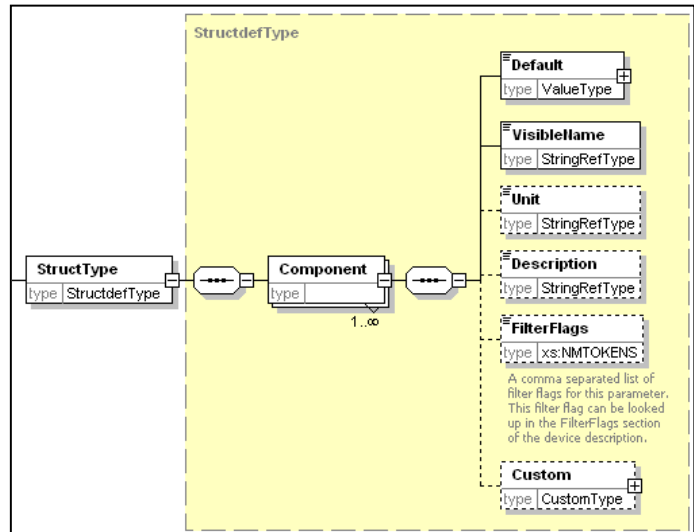 StructdefType
Default
type ValueType
VisibleName
type StringRefType
Unit
type StringRefType
StructType
type StructdefType
Component
type
1..∞
Description
type StringRefType
FilterFlags
type xs:NMTOKENS
A comma separated list of
filter flags for this parameter.
This filter flag can be looked
up in the FilterFlags section
of the device description.
Custom
type CustomType